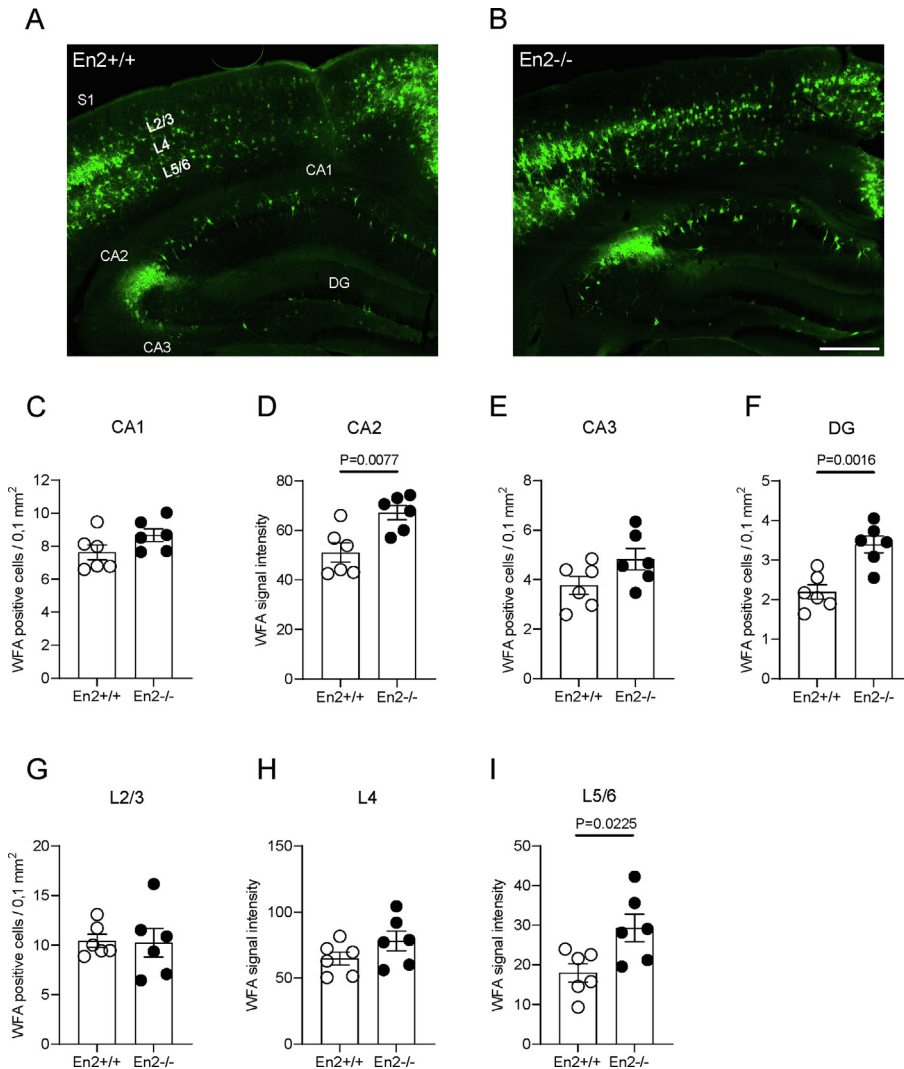 A
B
En2+/+
En2-/-
S1
L2/3
L4
L5/6
CA1
CA2
DG
CA3
C
D
E
F
CA1
CA2
CA3
DG
P=0.0077
P=0.0016
WFA positive cells / 0,1 mm²
12
10
8
6
4
2
0
En2+/+ En2-/-
WFA signal intensity
80
60
40
20
0
En2+/+ En2-/-
WFA positive cells / 0,1 mm²
8
6
4
2
0
En2+/+ En2-/-
WFA positive cells / 0,1 mm²
5
4
3
2
1
0
En2+/+ En2-/-
G
H
I
L2/3
L4
L5/6
P=0.0225
WFA positive cells / 0,1 mm²
20
15
10
5
0
En2+/+ En2-/-
WFA signal intensity
150
100
50
0
En2+/+ En2-/-
WFA signal intensity
50
40
30
20
10
0
En2+/+ En2-/-